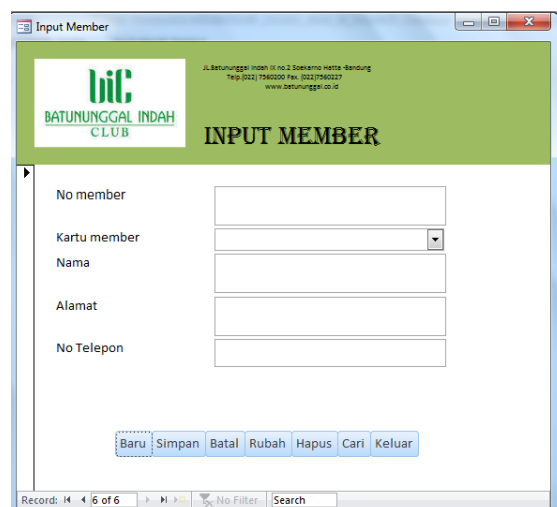 Input Member
JL.Batununggal Indah IX no.2 Soekarno Hatta -Bandung
Telp.(022) 7560200 Fax. (022)7560227
www.batununggal.co.id
bic
BATUNUNGGAL INDAH
CLUB
INPUT MEMBER
No member
Kartu member
Nama
Alamat
No Telepon
Baru Simpan Batal Rubah Hapus Cari Keluar
Record: 6 of 6 No Filter Search